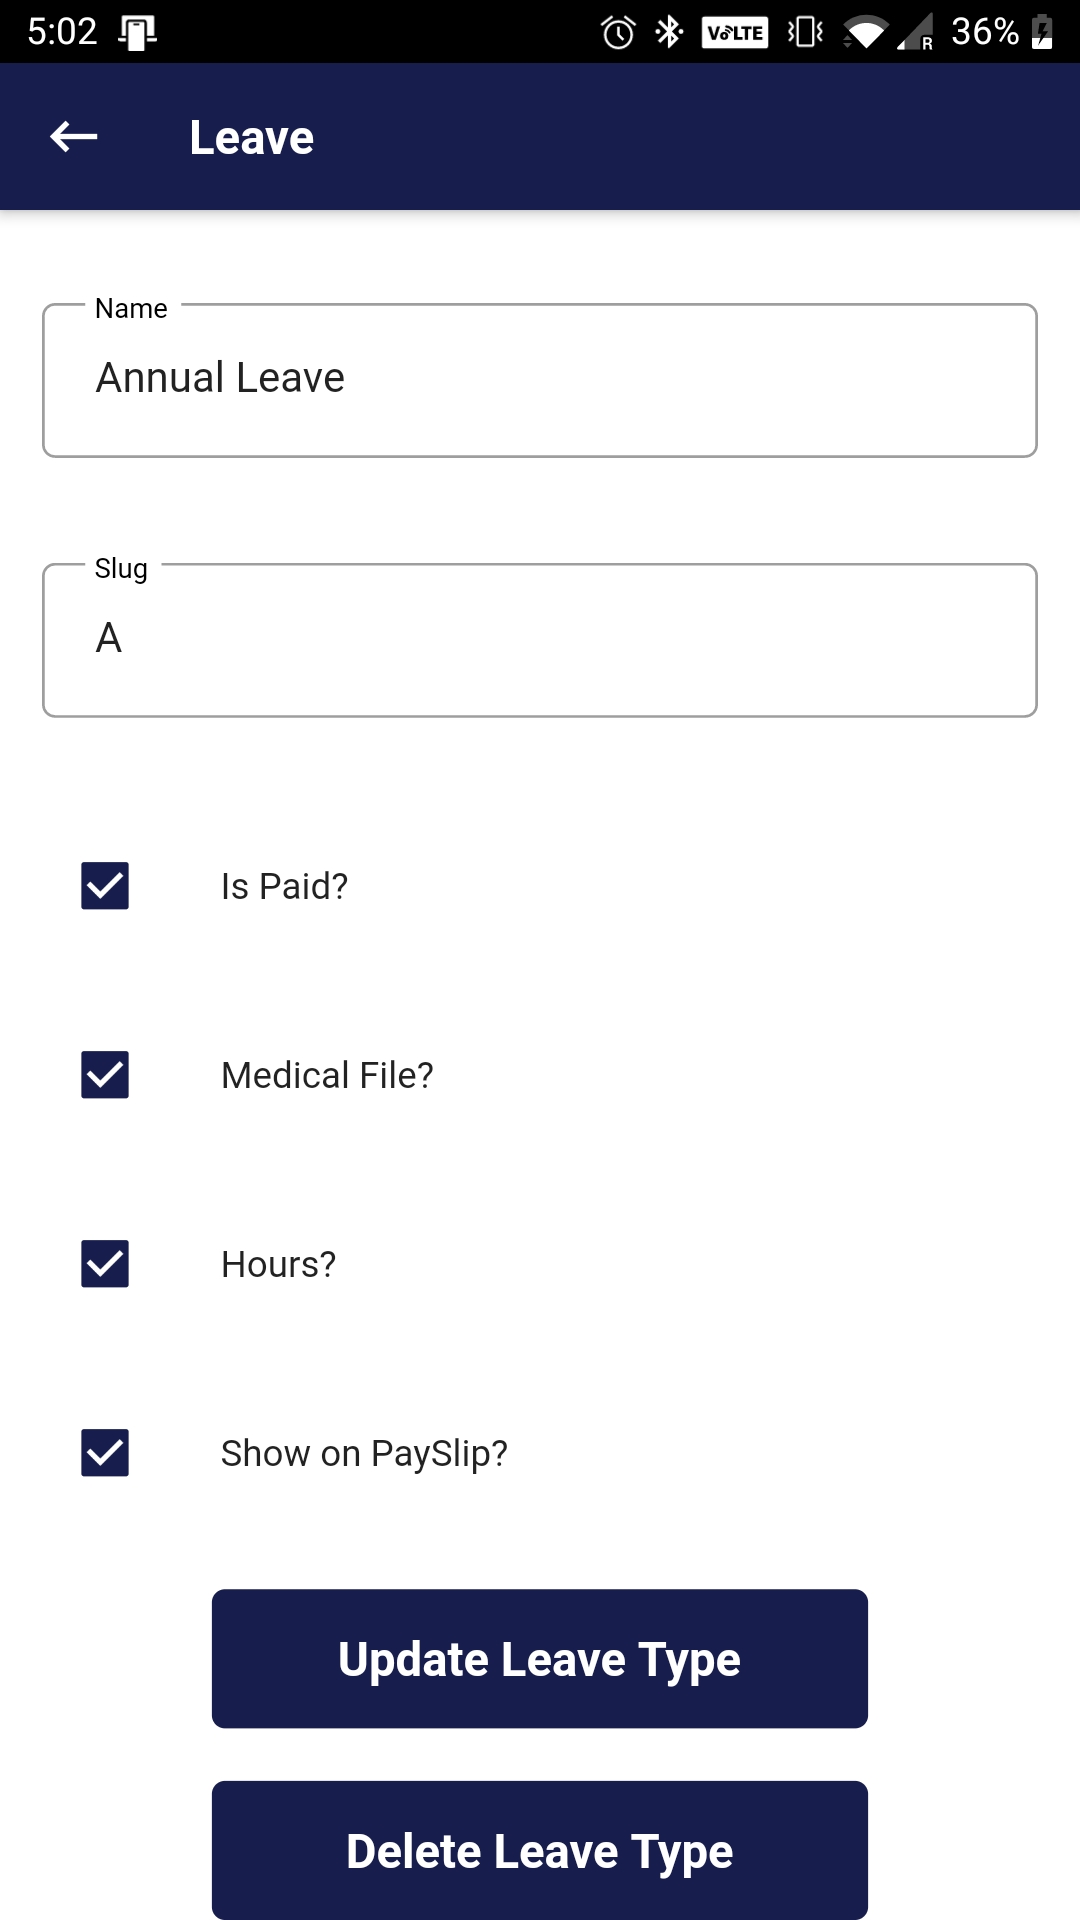 5:02 VoLTE R 36%
Leave
Name
Annual Leave
Slug
A
Is Paid?
Medical File?
Hours?
Show on PaySlip?
Update Leave Type
Delete Leave Type